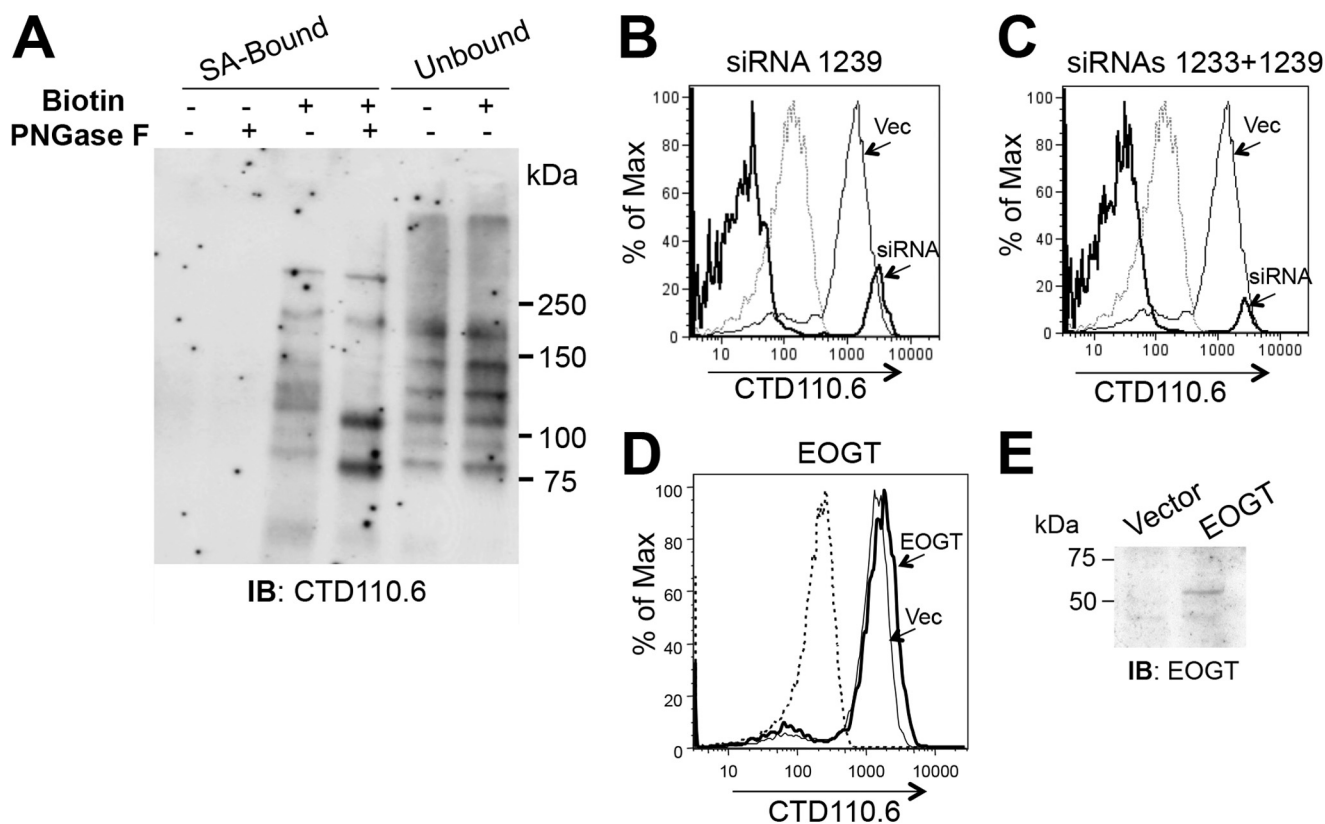 A
SA-Bound
Unbound
Biotin - - + + - +
PNGase F - + - + - -
kDa
250
150
100
75
IB: CTD110.6
B
siRNA 1239
% of Max
100
80
60
40
20
0
Vec
siRNA
10 100 1000 10000
CTD110.6
C
siRNAs 1233+1239
% of Max
100
80
60
40
20
0
Vec
siRNA
10 100 1000 10000
CTD110.6
D
EOGT
% of Max
100
80
60
40
20
0
EOGT
Vec
10 100 1000 10000
CTD110.6
E
kDa
Vector
EOGT
75
50
IB: EOGT